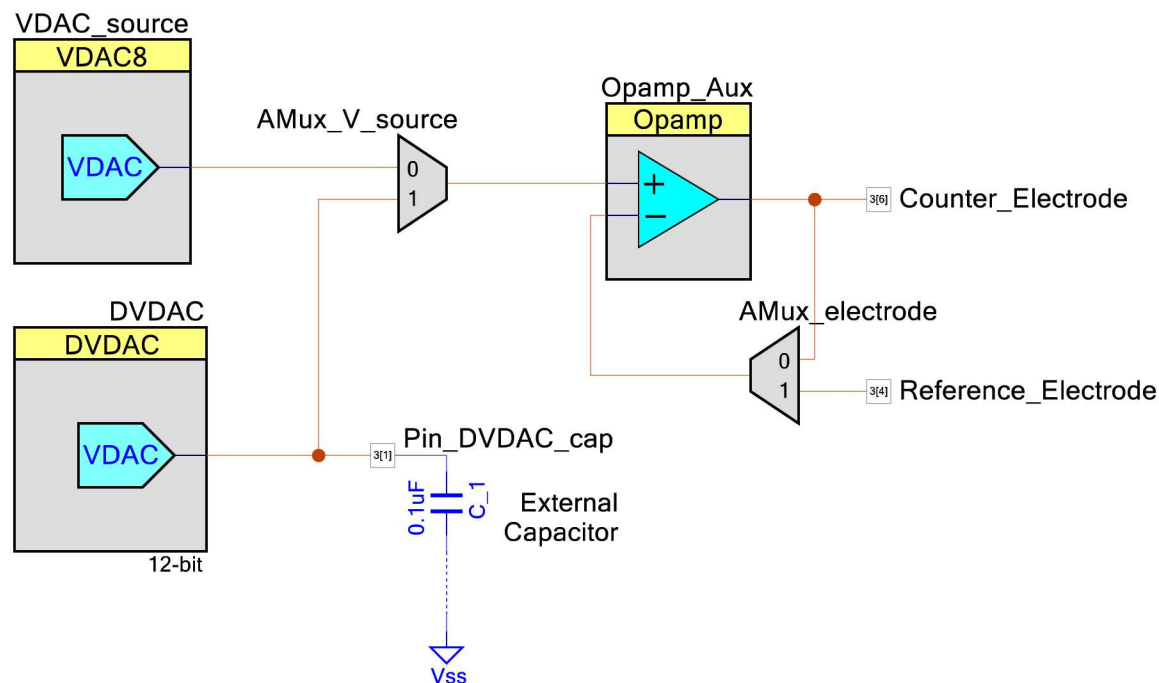 VDAC_source
VDAC8
VDAC
AMux_V_source
0
1
Opamp_Aux
Opamp
+
−
3[6]
Counter_Electrode
AMux_electrode
0
1
3[4]
Reference_Electrode
DVDAC
DVDAC
VDAC
12-bit
3[1]
Pin_DVDAC_cap
0.1uF
C_1
External
Capacitor
Vss